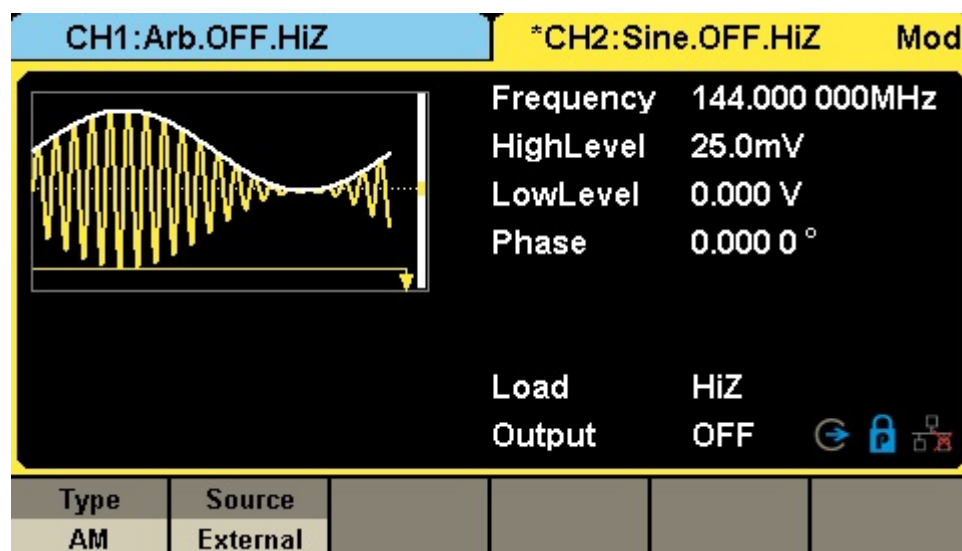 CH1:Arb.OFF.HiZ
*CH2:Sine.OFF.HiZ Mod
Frequency 144.000 000MHz
HighLevel 25.0mV
LowLevel 0.000 V
Phase 0.000 0 °
Load HiZ
Output OFF
Type Source
AM External